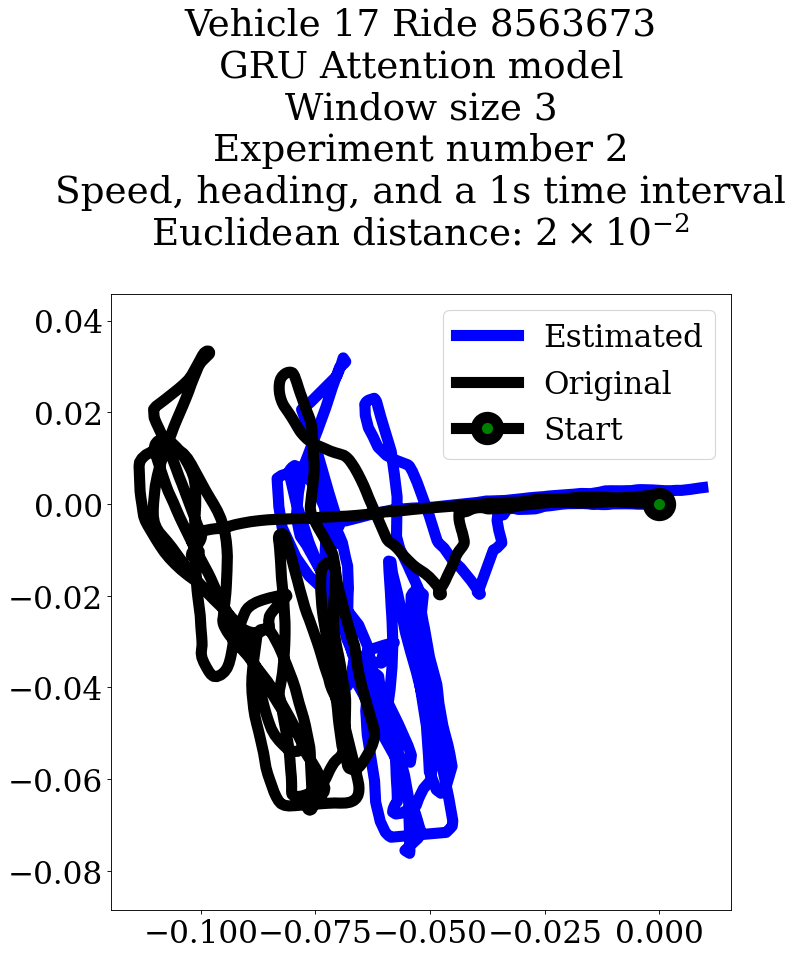 Vehicle 17 Ride 8563673
GRU Attention model
Window size 3
Experiment number 2
Speed, heading, and a 1s time interval
Euclidean distance: 2 × 10⁻²
Estimated
Original
Start
0.04
0.02
0.00
−0.02
−0.04
−0.06
−0.08
−0.100 −0.075 −0.050 −0.025 0.000